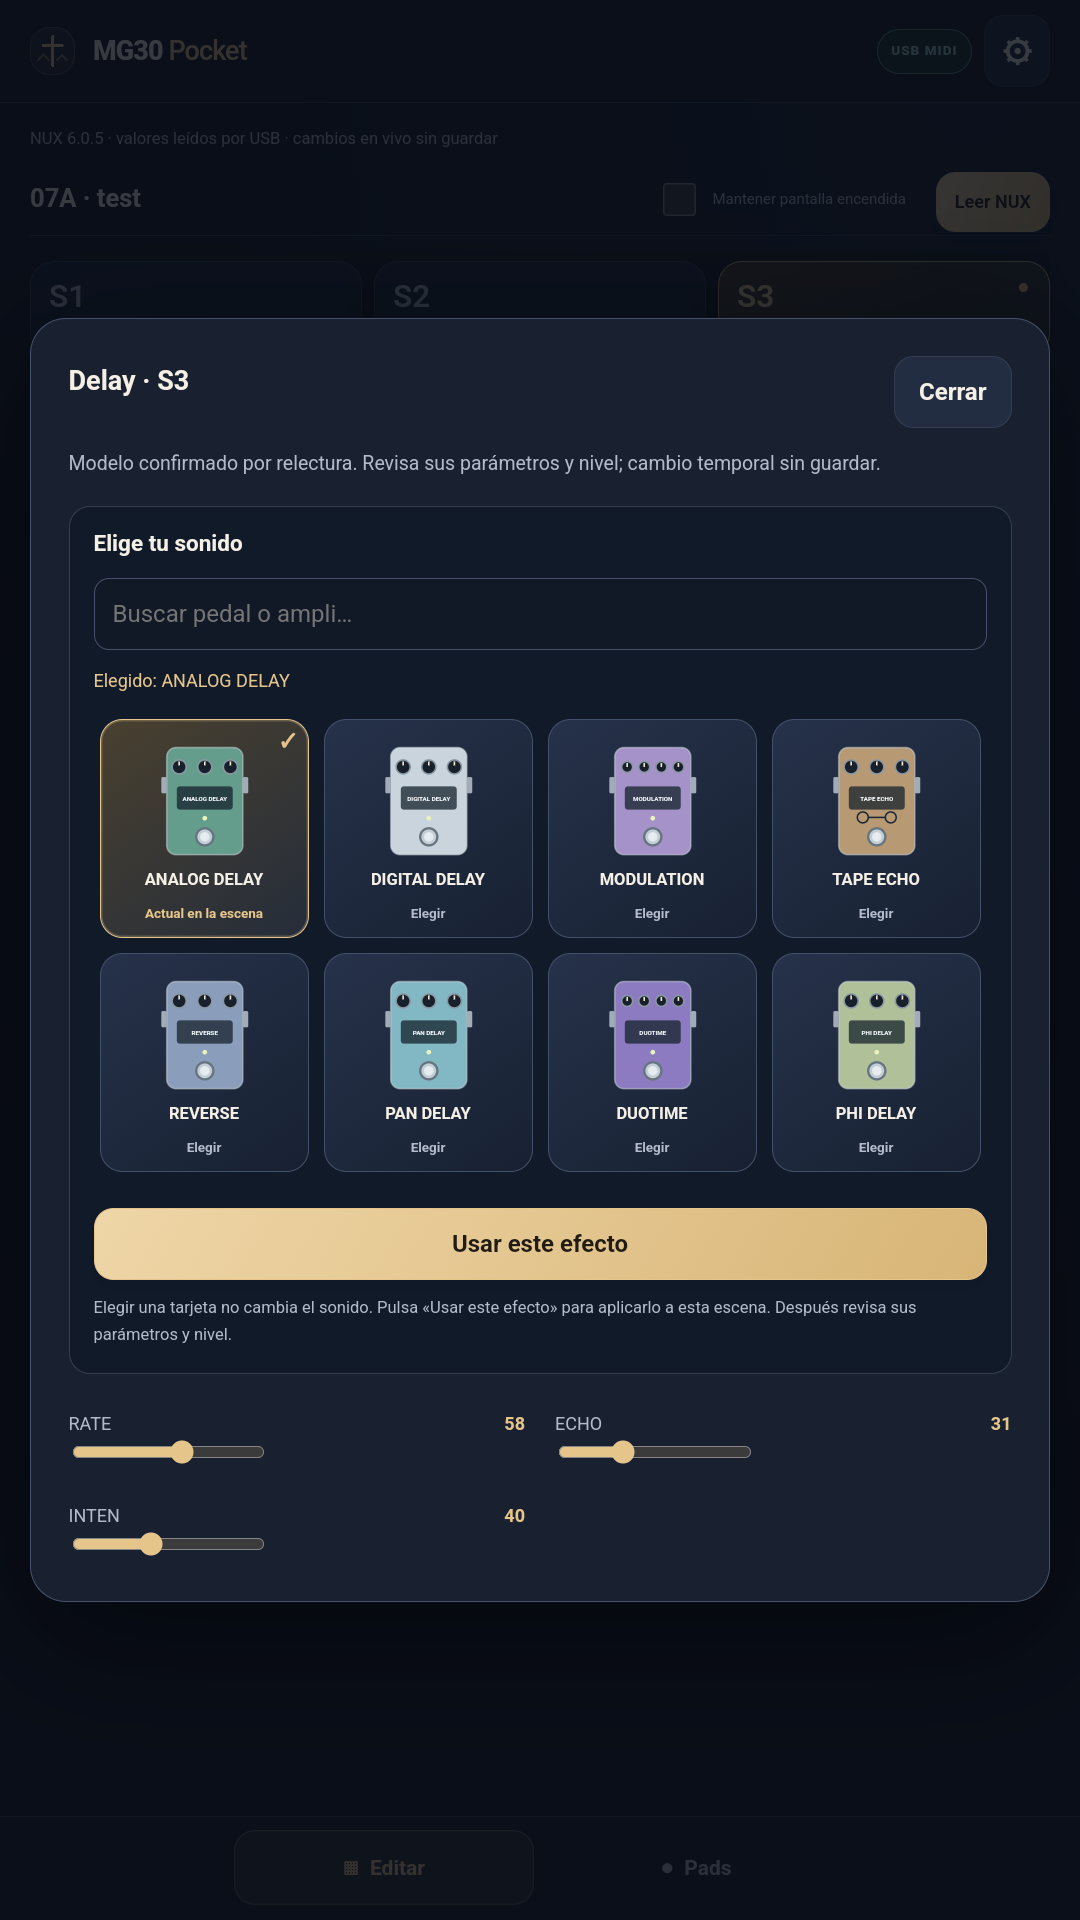 MG30 Pocket
USB MIDI
NUX 6.0.5 · valores leídos por USB · cambios en vivo sin guardar
07A · test
Mantener pantalla encendida
Leer NUX
S1
S2
S3
Delay · S3
Cerrar
Modelo confirmado por relectura. Revisa sus parámetros y nivel; cambio temporal sin guardar.
Elige tu sonido
Buscar pedal o ampli…
Elegido: ANALOG DELAY
✓
ANALOG DELAY
DIGITAL DELAY
MODULATION
TAPE ECHO
ANALOG DELAY
DIGITAL DELAY
MODULATION
TAPE ECHO
Actual en la escena
Elegir
Elegir
Elegir
REVERSE
PAN DELAY
DUOTIME
PHI DELAY
REVERSE
PAN DELAY
DUOTIME
PHI DELAY
Elegir
Elegir
Elegir
Elegir
Usar este efecto
Elegir una tarjeta no cambia el sonido. Pulsa «Usar este efecto» para aplicarlo a esta escena. Después revisa sus
parámetros y nivel.
RATE 58
ECHO 31
INTEN 40
Editar
Pads